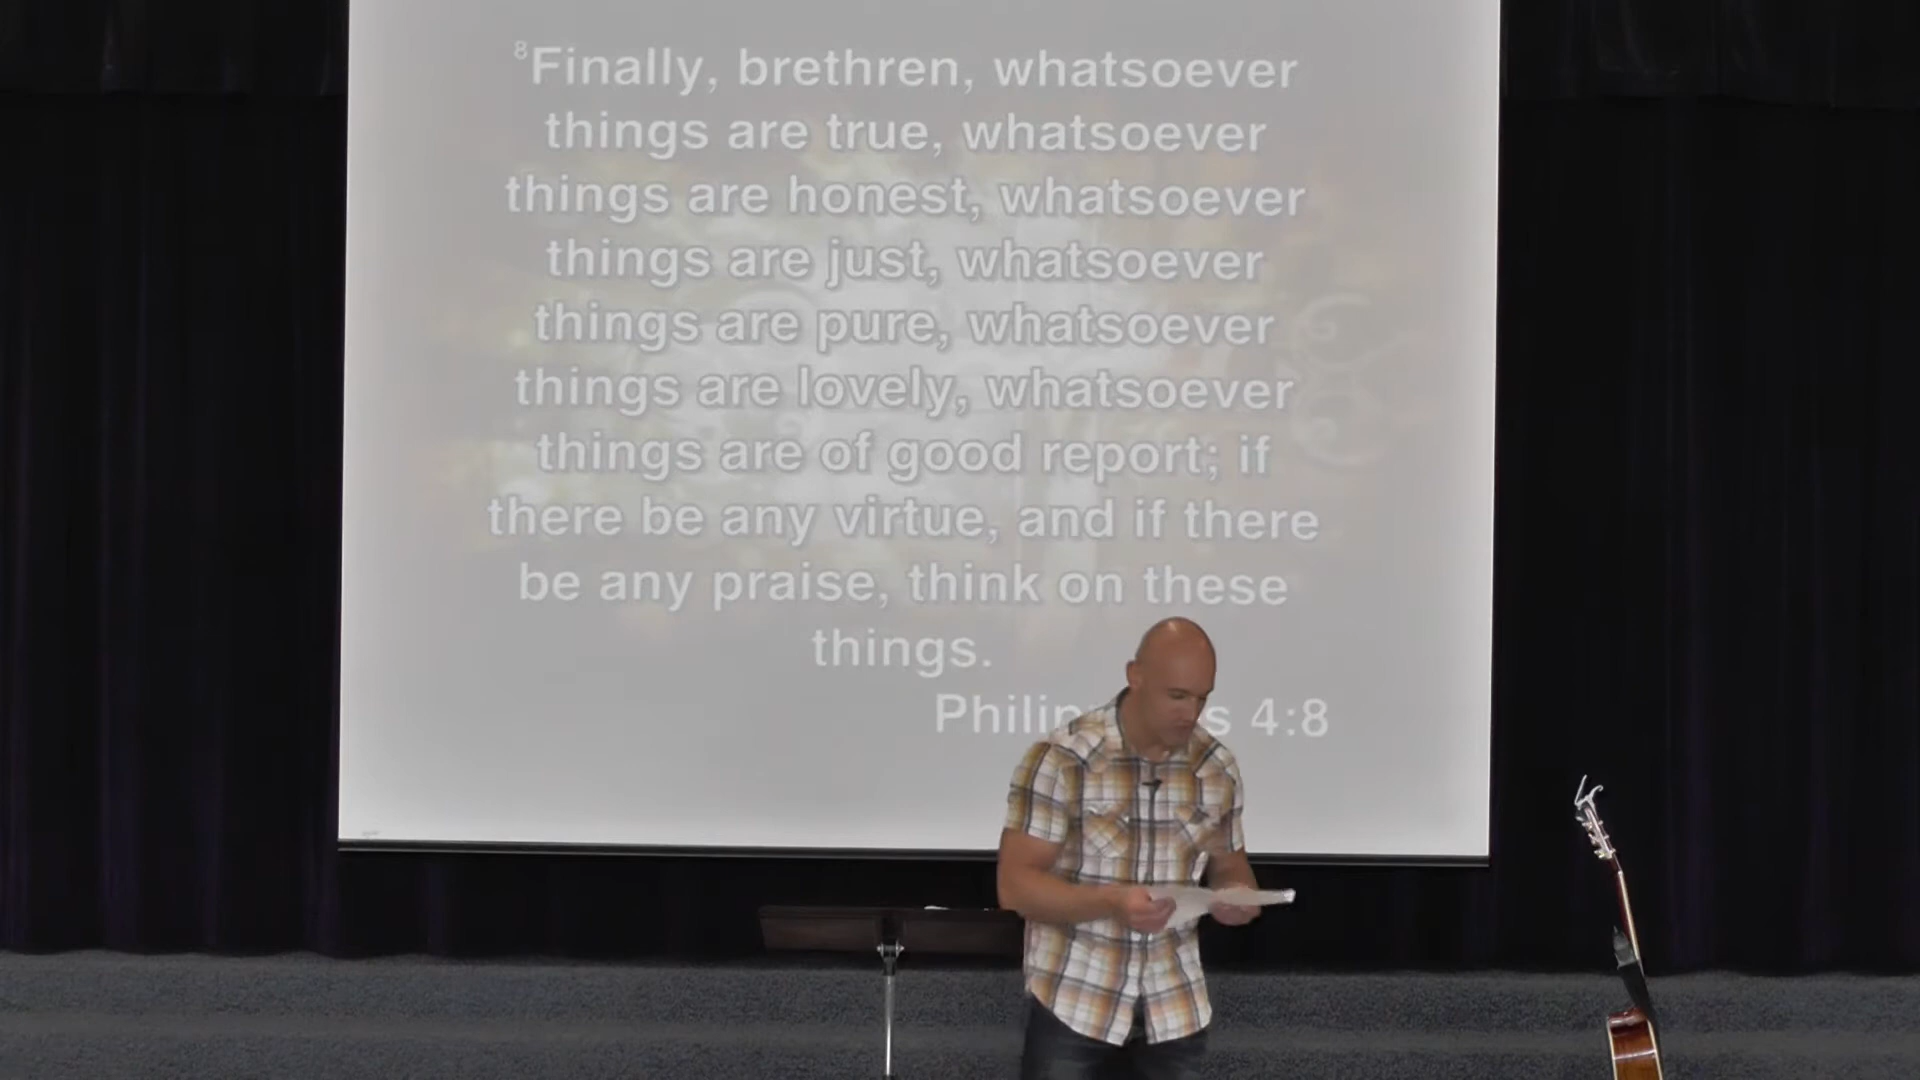 8Finally, brethren, whatsoever
things are true, whatsoever
things are honest, whatsoever
things are just, whatsoever
things are pure, whatsoever
things are lovely, whatsoever
things are of good report; if
there be any virtue, and if there
be any praise, think on these
things.
4:8